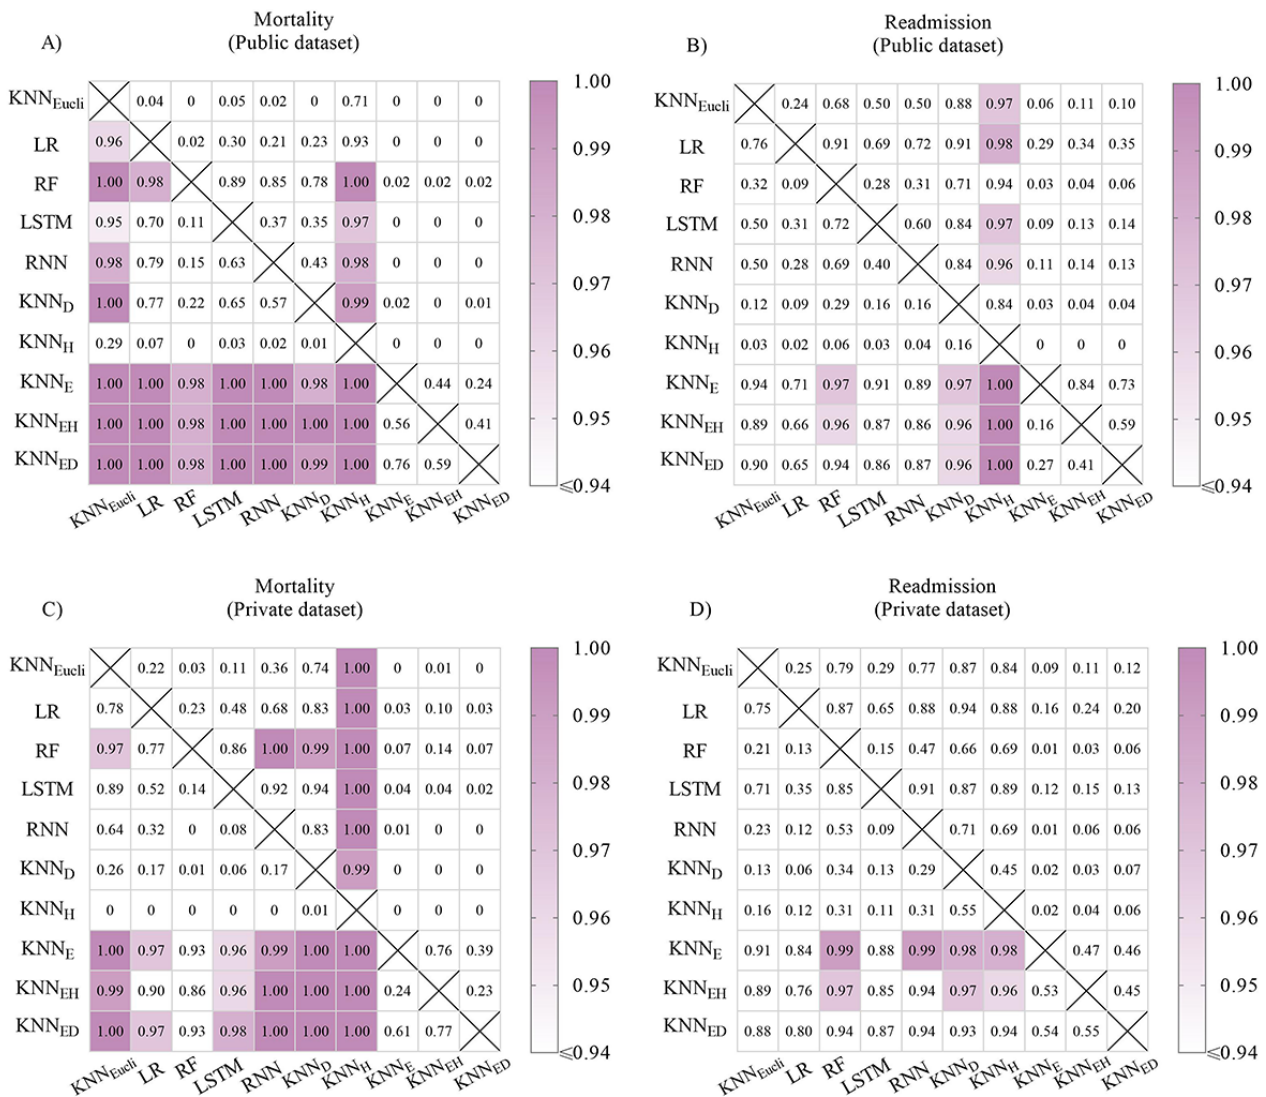 A)
Mortality
(Public dataset)
KNNEucli 0.04 0 0.05 0.02 0 0.71 0 0 0
LR 0.96 0.02 0.30 0.21 0.23 0.93 0 0 0
RF 1.00 0.98 0.89 0.85 0.78 1.00 0.02 0.02 0.02
LSTM 0.95 0.70 0.11 0.37 0.35 0.97 0 0 0
RNN 0.98 0.79 0.15 0.63 0.43 0.98 0 0 0
KNND 1.00 0.77 0.22 0.65 0.57 0.99 0.02 0 0.01
KNNH 0.29 0.07 0 0.03 0.02 0.01 0 0 0
KNNE 1.00 1.00 0.98 1.00 1.00 0.98 1.00 0.44 0.24
KNNEH 1.00 1.00 0.98 1.00 1.00 1.00 1.00 0.56 0.41
KNNED 1.00 1.00 0.98 1.00 1.00 0.99 1.00 0.76 0.59
KNNEucli LR RF LSTM RNN KNND KNNH KNNE KNNEH KNNED
1.00
0.99
0.98
0.97
0.96
0.95
⩽0.94
B)
Readmission
(Public dataset)
KNNEucli 0.24 0.68 0.50 0.50 0.88 0.97 0.06 0.11 0.10
LR 0.76 0.91 0.69 0.72 0.91 0.98 0.29 0.34 0.35
RF 0.32 0.09 0.28 0.31 0.71 0.94 0.03 0.04 0.06
LSTM 0.50 0.31 0.72 0.60 0.84 0.97 0.09 0.13 0.14
RNN 0.50 0.28 0.69 0.40 0.84 0.96 0.11 0.14 0.13
KNND 0.12 0.09 0.29 0.16 0.16 0.84 0.03 0.04 0.04
KNNH 0.03 0.02 0.06 0.03 0.04 0.16 0 0 0
KNNE 0.94 0.71 0.97 0.91 0.89 0.97 1.00 0.84 0.73
KNNEH 0.89 0.66 0.96 0.87 0.86 0.96 1.00 0.16 0.59
KNNED 0.90 0.65 0.94 0.86 0.87 0.96 1.00 0.27 0.41
KNNEucli LR RF LSTM RNN KNND KNNH KNNE KNNEH KNNED
1.00
0.99
0.98
0.97
0.96
0.95
⩽0.94
C)
Mortality
(Private dataset)
KNNEucli 0.22 0.03 0.11 0.36 0.74 1.00 0 0.01 0
LR 0.78 0.23 0.48 0.68 0.83 1.00 0.03 0.10 0.03
RF 0.97 0.77 0.86 1.00 0.99 1.00 0.07 0.14 0.07
LSTM 0.89 0.52 0.14 0.92 0.94 1.00 0.04 0.04 0.02
RNN 0.64 0.32 0 0.08 0.83 1.00 0.01 0 0
KNND 0.26 0.17 0.01 0.06 0.17 0.99 0 0 0
KNNH 0 0 0 0 0 0.01 0 0 0
KNNE 1.00 0.97 0.93 0.96 0.99 1.00 1.00 0.76 0.39
KNNEH 0.99 0.90 0.86 0.96 1.00 1.00 1.00 0.24 0.23
KNNED 1.00 0.97 0.93 0.98 1.00 1.00 1.00 0.61 0.77
KNNEucli LR RF LSTM RNN KNND KNNH KNNE KNNEH KNNED
1.00
0.99
0.98
0.97
0.96
0.95
⩽0.94
D)
Readmission
(Private dataset)
KNNEucli 0.25 0.79 0.29 0.77 0.87 0.84 0.09 0.11 0.12
LR 0.75 0.87 0.65 0.88 0.94 0.88 0.16 0.24 0.20
RF 0.21 0.13 0.15 0.47 0.66 0.69 0.01 0.03 0.06
LSTM 0.71 0.35 0.85 0.91 0.87 0.89 0.12 0.15 0.13
RNN 0.23 0.12 0.53 0.09 0.71 0.69 0.01 0.06 0.06
KNND 0.13 0.06 0.34 0.13 0.29 0.45 0.02 0.03 0.07
KNNH 0.16 0.12 0.31 0.11 0.31 0.55 0.02 0.04 0.06
KNNE 0.91 0.84 0.99 0.88 0.99 0.98 0.98 0.47 0.46
KNNEH 0.89 0.76 0.97 0.85 0.94 0.97 0.96 0.53 0.45
KNNED 0.88 0.80 0.94 0.87 0.94 0.93 0.94 0.54 0.55
KNNEucli LR RF LSTM RNN KNND KNNH KNNE KNNEH KNNED
1.00
0.99
0.98
0.97
0.96
0.95
⩽0.94